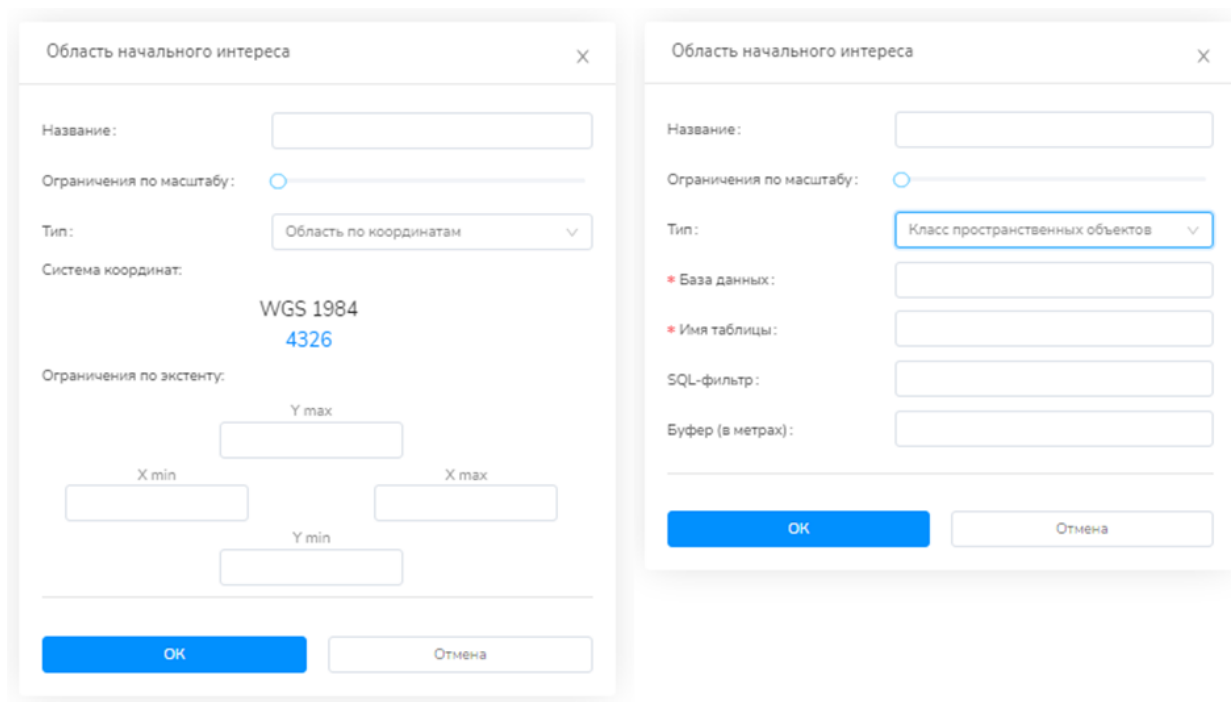 Область начального интереса
Название:
Ограничения по масштабу:
Тип:
Область по координатам
Система координат:
WGS 1984
4326
Ограничения по экстенту:
Y max
X min
X max
Y min
ОК
Отмена
Область начального интереса
Название:
Ограничения по масштабу:
Тип:
Класс пространственных объектов
* База данных:
* Имя таблицы:
SQL-фильтр:
Буфер (в метрах):
ОК
Отмена